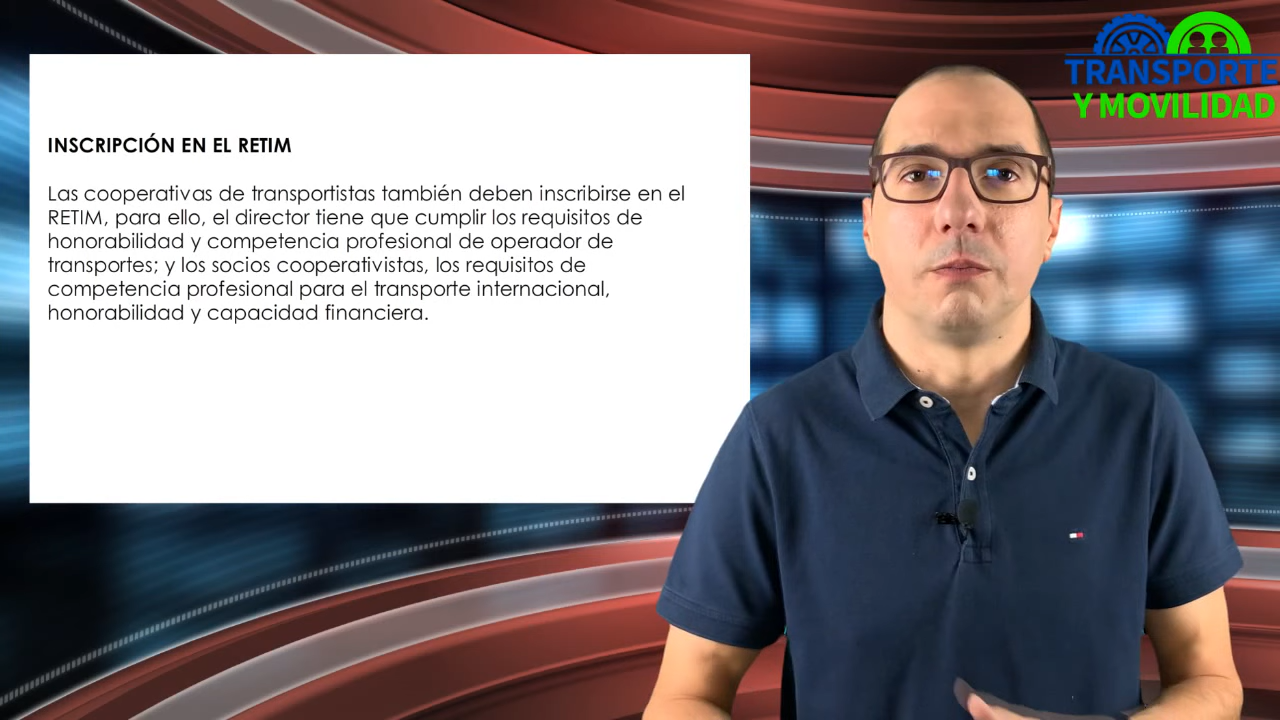 TRANSPORTE
Y MOVILIDAD
INSCRIPCIÓN EN EL RETIM
Las cooperativas de transportistas también deben inscribirse en el
RETIM, para ello, el director tiene que cumplir los requisitos de
honorabilidad y competencia profesional de operador de
transportes; y los socios cooperativistas, los requisitos de
competencia profesional para el transporte internacional,
honorabilidad y capacidad financiera.